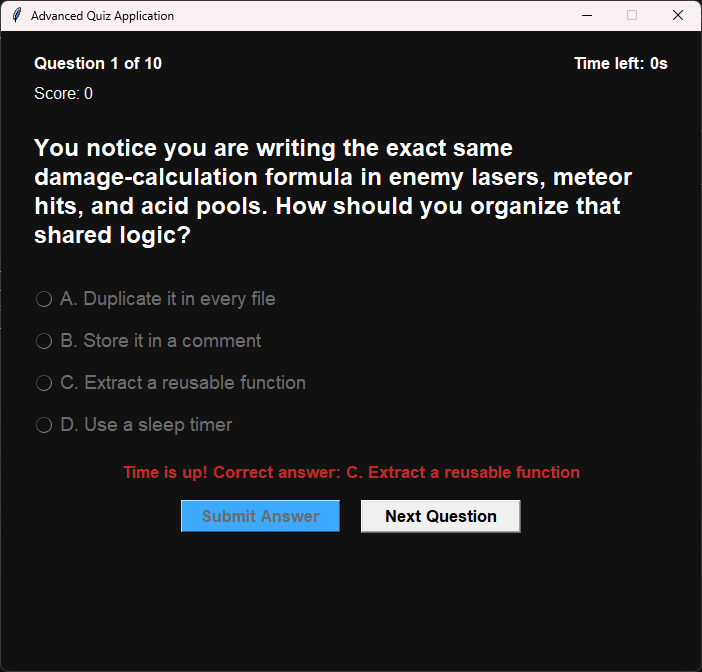 Advanced Quiz Application
Question 1 of 10
Time left: 0s
Score: 0
You notice you are writing the exact same
damage-calculation formula in enemy lasers, meteor
hits, and acid pools. How should you organize that
shared logic?
A. Duplicate it in every file
B. Store it in a comment
C. Extract a reusable function
D. Use a sleep timer
Time is up! Correct answer: C. Extract a reusable function
Submit Answer
Next Question